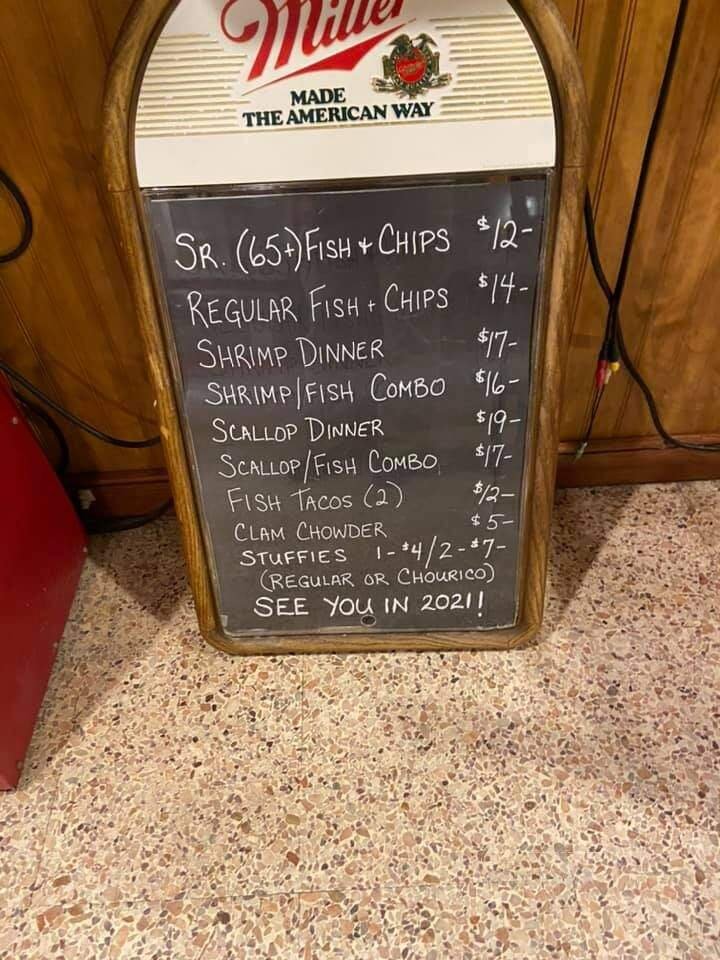 Miller
MADE
THE AMERICAN WAY
SR. (65+) FISH + CHIPS $12-
REGULAR FISH + CHIPS $14-
SHRIMP DINNER $17-
SHRIMP/FISH COMBO $16-
SCALLOP DINNER $19-
SCALLOP/FISH COMBO $17-
FISH TACOS (2) $12-
CLAM CHOWDER $5-
STUFFIES 1-$4/2-$7-
(REGULAR OR CHOURICO)
SEE YOU IN 2021!